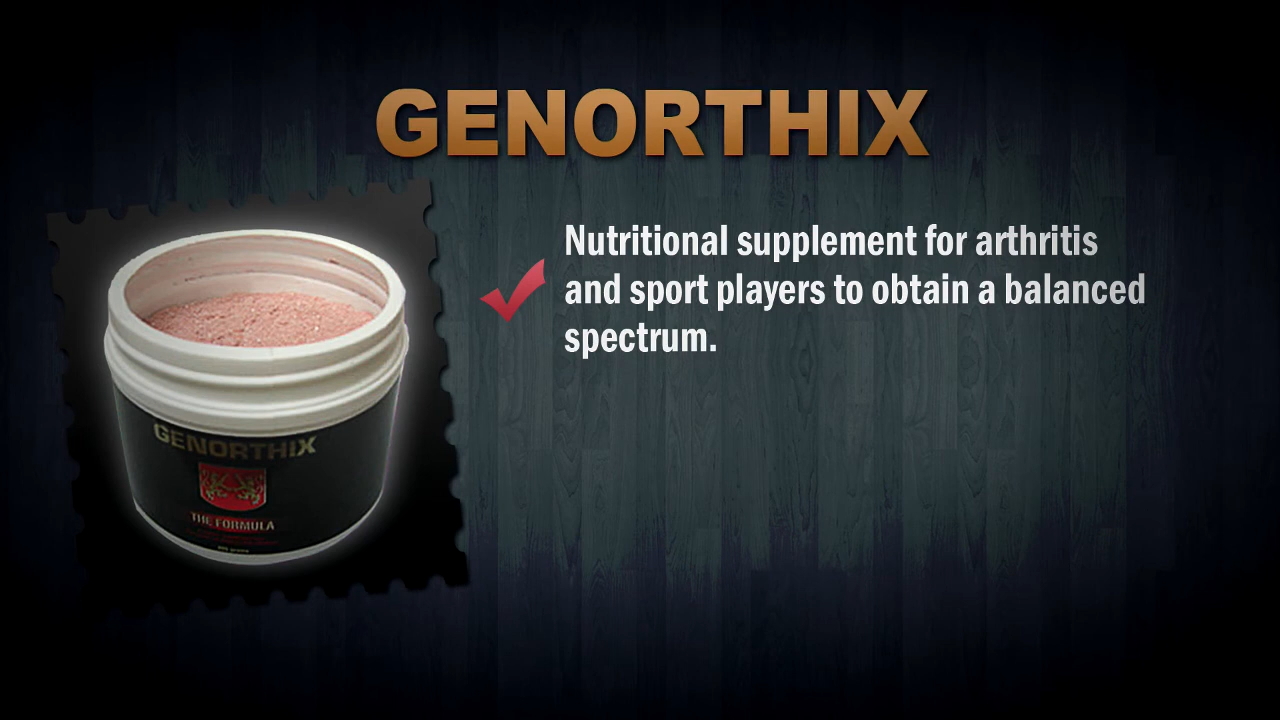 GENORTHIX
Nutritional supplement for arthritis
and sport players to obtain a balanced
spectrum.
GENORTHIX
THE FORMULA